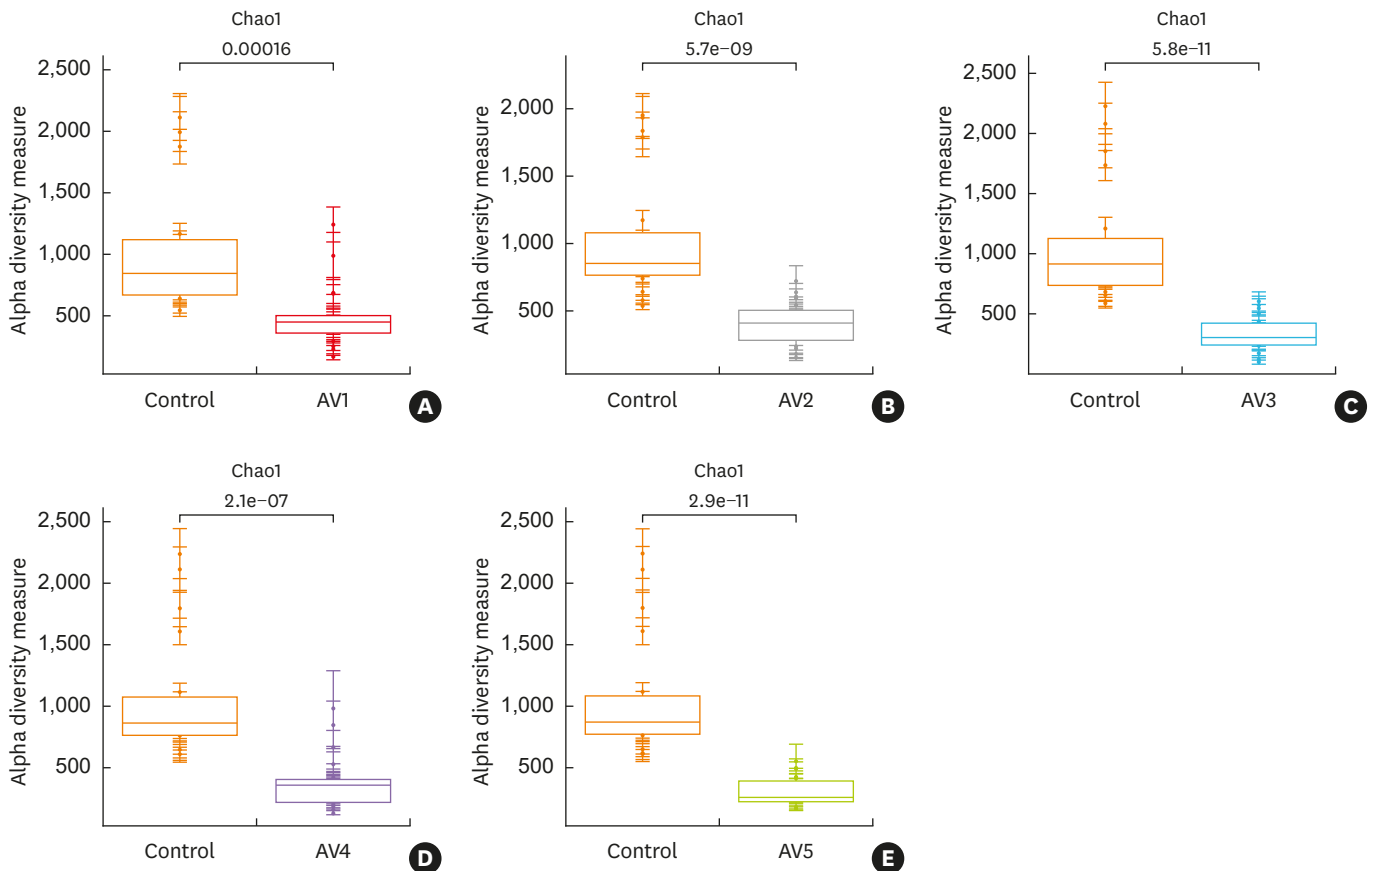 Chao1
0.00016
2,500
2,000
1,500
1,000
500
Alpha diversity measure
Control
AV1
A
Chao1
5.7e−09
2,000
1,500
1,000
500
Alpha diversity measure
Control
AV2
B
Chao1
5.8e−11
2,500
2,000
1,500
1,000
500
Alpha diversity measure
Control
AV3
C
Chao1
2.1e−07
2,500
2,000
1,500
1,000
500
Alpha diversity measure
Control
AV4
D
Chao1
2.9e−11
2,500
2,000
1,500
1,000
500
Alpha diversity measure
Control
AV5
E